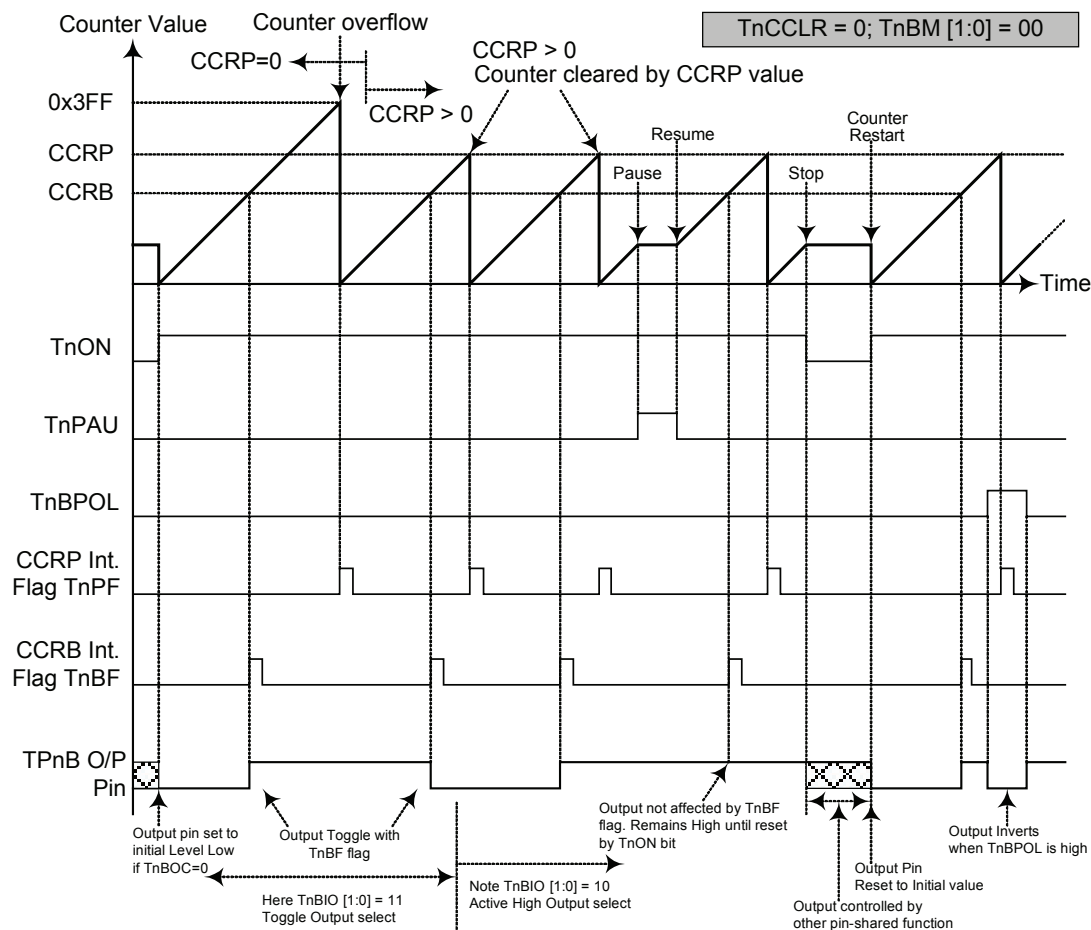 Counter Value
Counter overflow
TnCCLR = 0; TnBM [1:0] = 00
CCRP=0
CCRP > 0
CCRP > 0
Counter cleared by CCRP value
0x3FF
CCRP
CCRB
Pause
Resume
Stop
Counter
Restart
Time
TnON
TnPAU
TnBPOL
CCRP Int.
Flag TnPF
CCRB Int.
Flag TnBF
TPnB O/P
Pin
Output pin set to
initial Level Low
if TnBOC=0
Output Toggle with
TnBF flag
Output not affected by TnBF
flag. Remains High until reset
by TnON bit
Output Inverts
when TnBPOL is high
Output Pin
Reset to Initial value
Here TnBIO [1:0] = 11
Toggle Output select
Note TnBIO [1:0] = 10
Active High Output select
Output controlled by
other pin-shared function